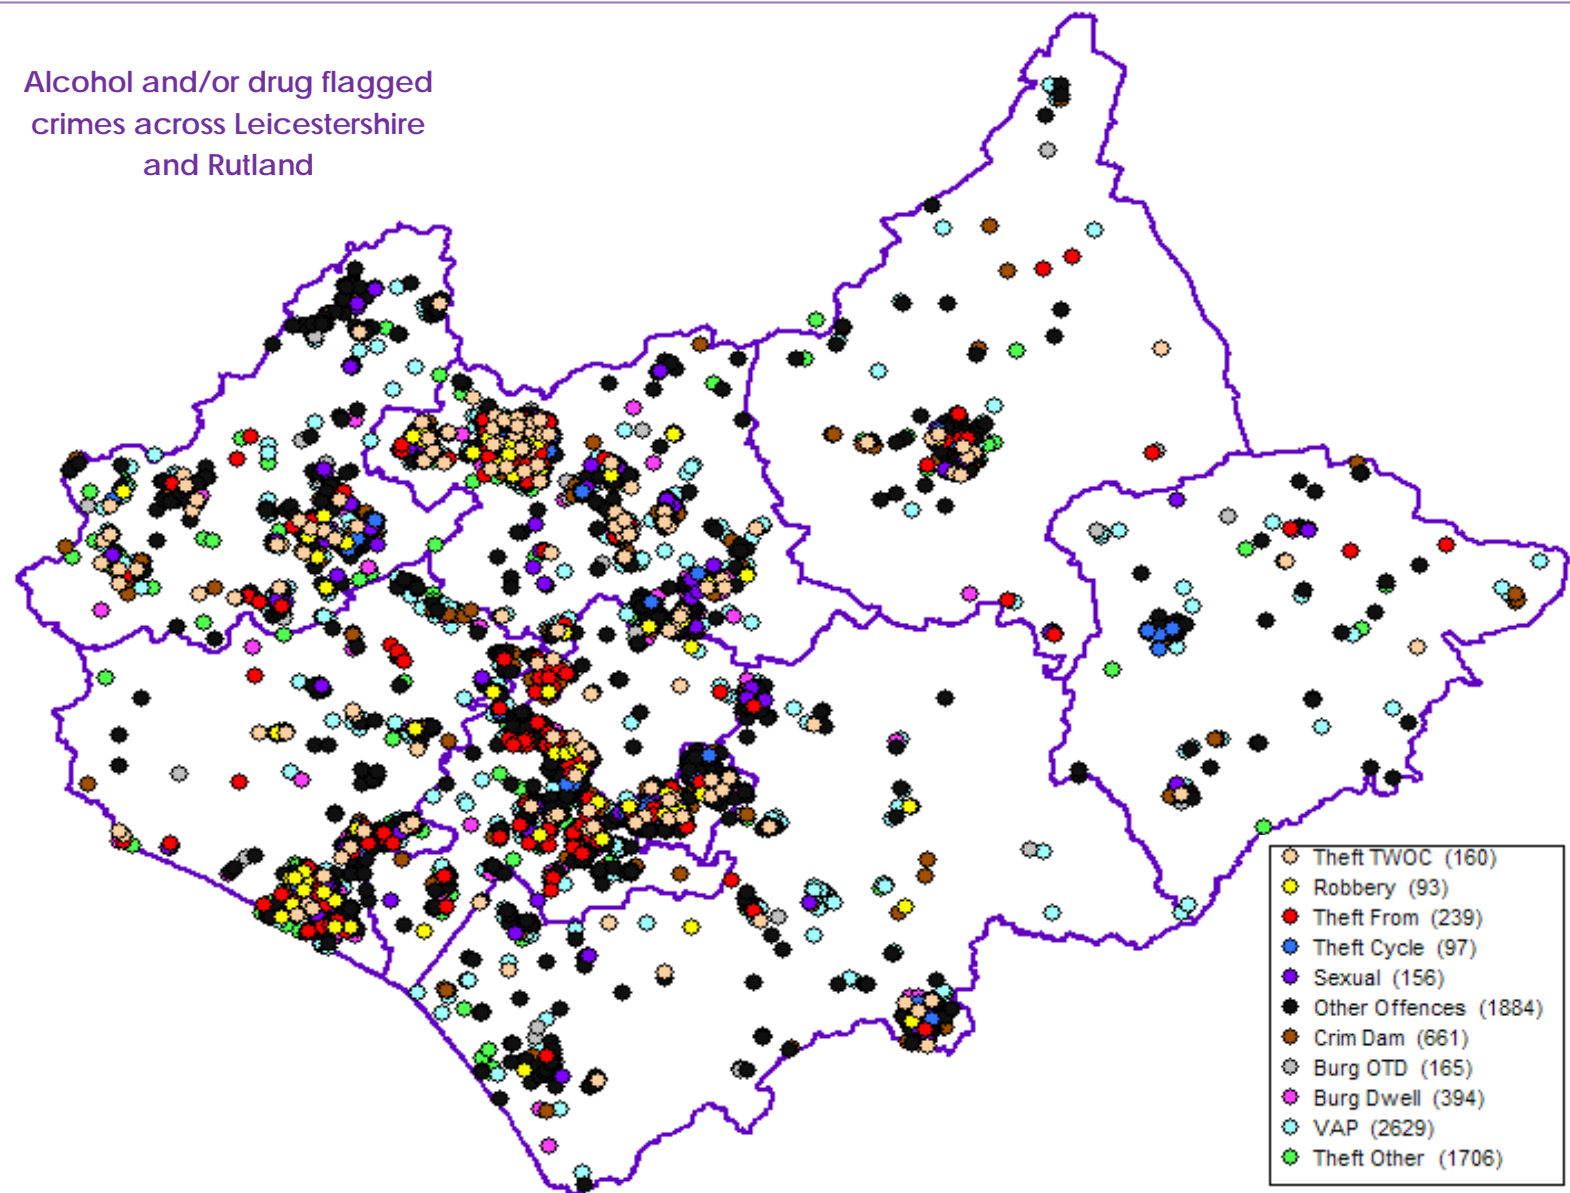 Alcohol and/or drug flagged
crimes across Leicestershire
and Rutland
Theft TWOC (160)
Robbery (93)
Theft From (239)
Theft Cycle (97)
Sexual (156)
Other Offences (1884)
Crim Dam (661)
Burg OTD (165)
Burg Dwell (394)
VAP (2629)
Theft Other (1706)